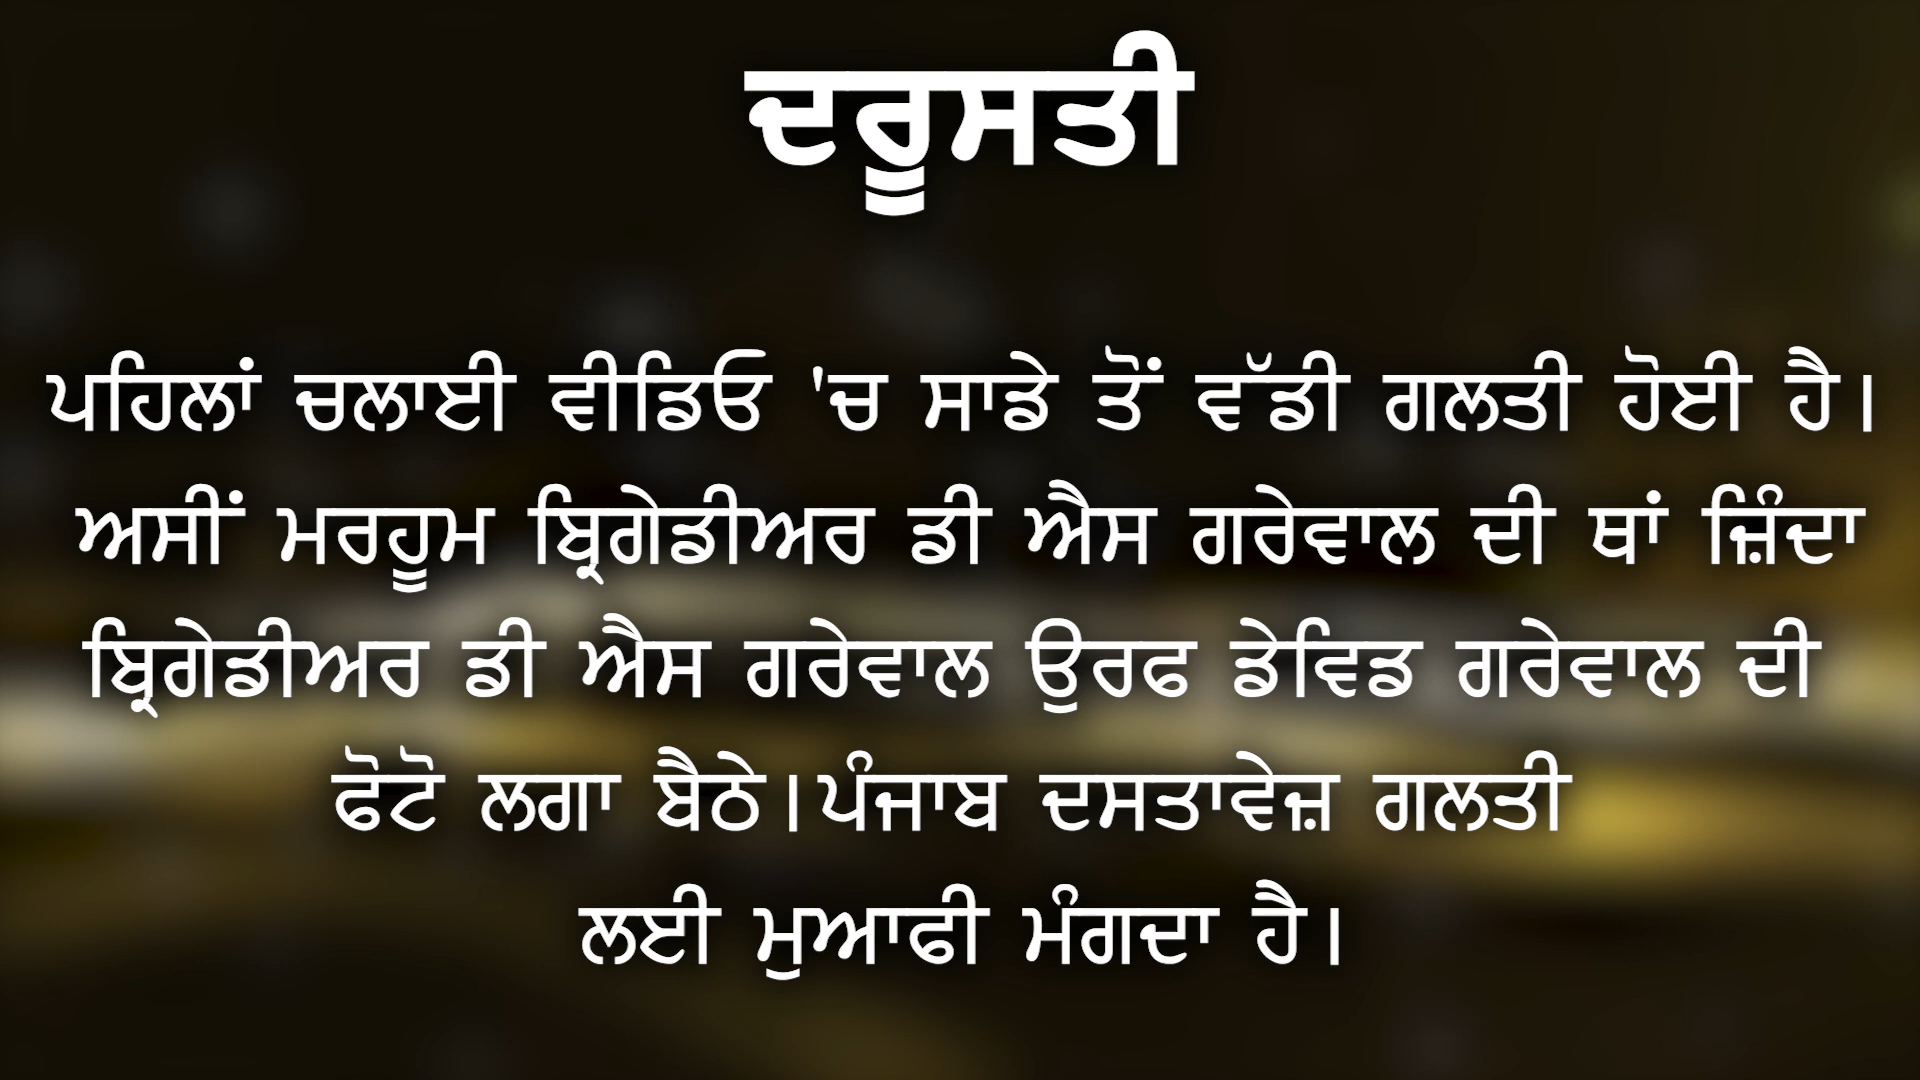 ਦਰੂਸਤੀ
ਪਹਿਲਾਂ ਚਲਾਈ ਵੀਡਿਓ 'ਚ ਸਾਡੇ ਤੋਂ ਵੱਡੀ ਗਲਤੀ ਹੋਈ ਹੈ।
ਅਸੀਂ ਮਰਹੂਮ ਬ੍ਰਿਗੇਡੀਅਰ ਡੀ ਐਸ ਗਰੇਵਾਲ ਦੀ ਥਾਂ ਜ਼ਿੰਦਾ
ਬ੍ਰਿਗੇਡੀਅਰ ਡੀ ਐਸ ਗਰੇਵਾਲ ਉਰਫ ਡੇਵਿਡ ਗਰੇਵਾਲ ਦੀ
ਫੋਟੋ ਲਗਾ ਬੈਠੇ।ਪੰਜਾਬ ਦਸਤਾਵੇਜ਼ ਗਲਤੀ
ਲਈ ਮੁਆਫੀ ਮੰਗਦਾ ਹੈ।